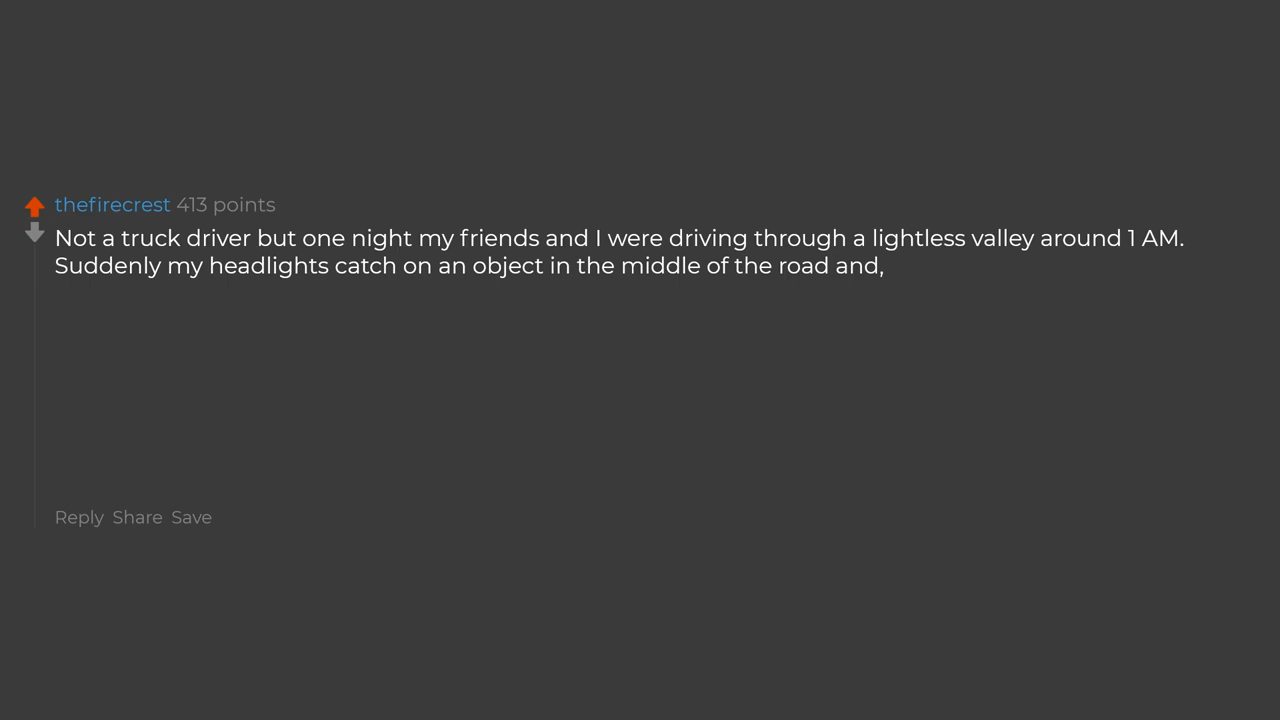 thefirecrest 413 points
Not a truck driver but one night my friends and I were driving through a lightless valley around 1 AM.
Suddenly my headlights catch on an object in the middle of the road and,
Reply Share Save